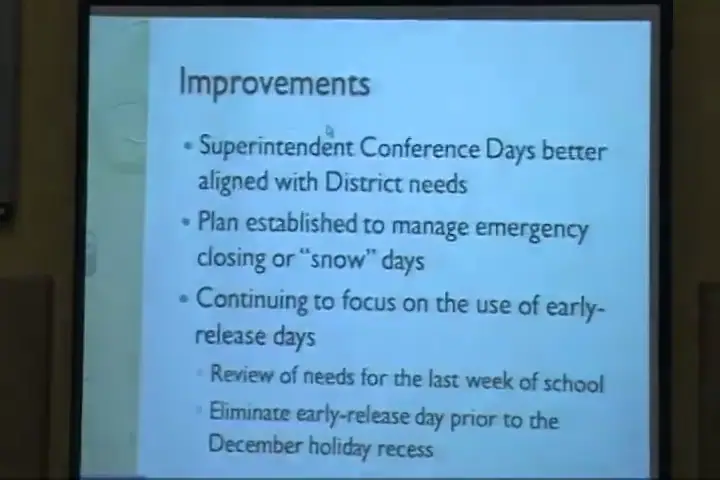 Improvements
• Superintendent Conference Days better
aligned with District needs
• Plan established to manage emergency
closing or “snow” days
• Continuing to focus on the use of early-
release days
◦ Review of needs for the last week of school
◦ Eliminate early-release day prior to the
December holiday recess